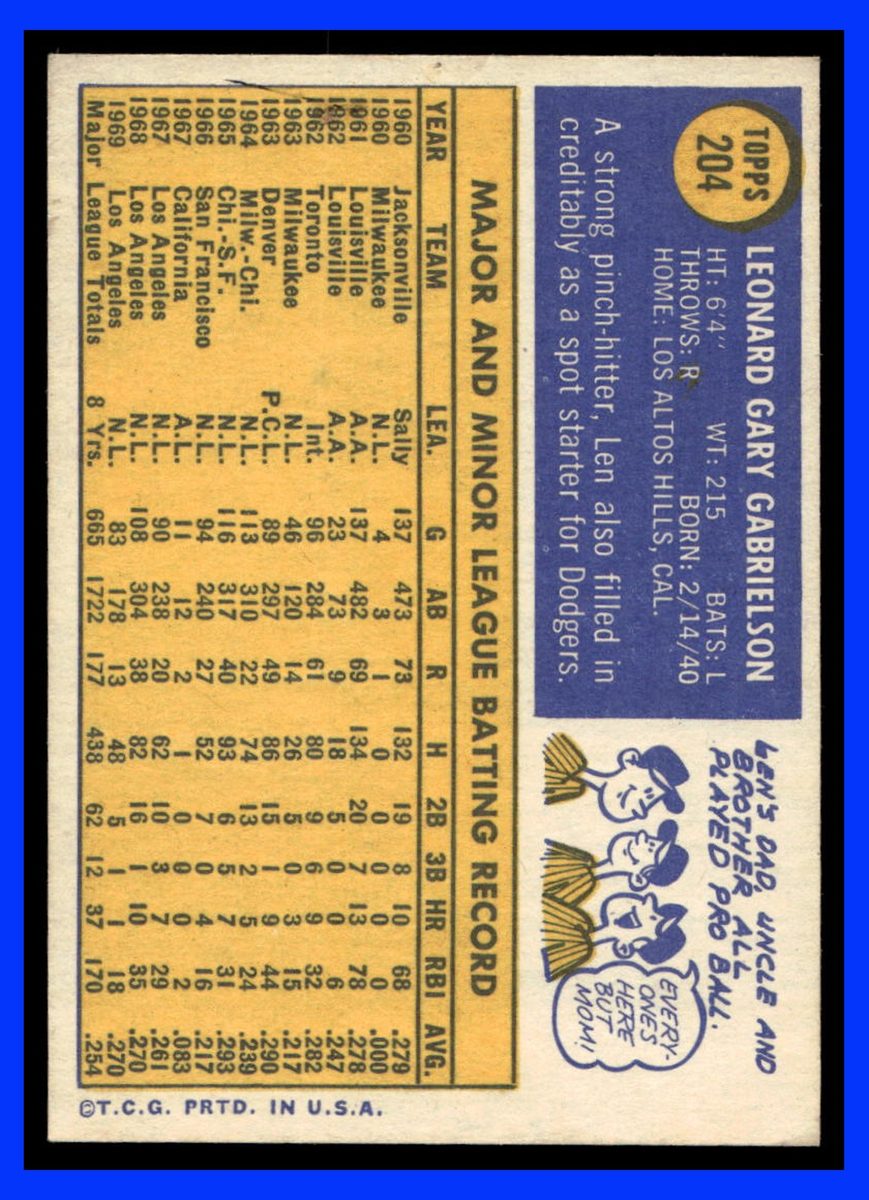 TOPPS
204
LEONARD GARY GABRIELSON
HT: 6'4" WT: 215 BATS: L
THROWS: R BORN: 2/14/40
HOME: LOS ALTOS HILLS, CAL.
A strong pinch-hitter, Len also filled in
creditably as a spot starter for Dodgers.
LEN'S DAD, UNCLE AND
BROTHER ALL
PLAYED PRO BALL.
EVERY-
ONE'S
HERE
BUT
MOM!
MAJOR AND MINOR LEAGUE BATTING RECORD
YEAR TEAM LEA. G AB R H 2B 3B HR RBI AVG.
1960 Jacksonville Sally 137 473 73 132 19 8 10 68 .279
1960 Milwaukee N.L. 4 3 1 0 0 0 0 0 .000
1961 Louisville A.A. 137 482 69 134 20 7 13 78 .278
1962 Louisville A.A. 23 73 9 18 5 0 0 6 .247
1962 Toronto Int. 96 284 61 80 9 6 9 32 .282
1963 Milwaukee N.L. 46 120 14 26 5 0 3 15 .217
1963 Denver P.C.L. 89 297 49 86 15 1 9 44 .290
1964 Milw.-Chi. N.L. 113 310 22 74 13 2 5 24 .239
1965 Chi.-S.F. N.L. 116 317 40 93 6 5 7 31 .293
1966 San Francisco N.L. 94 240 27 52 7 0 4 16 .217
1967 California A.L. 11 12 2 1 0 0 0 2 .083
1967 Los Angeles N.L. 90 238 20 62 10 3 7 29 .261
1968 Los Angeles N.L. 108 304 38 82 16 1 10 35 .270
1969 Los Angeles N.L. 83 178 13 48 5 1 1 18 .270
Major League Totals 8 Yrs. 665 1722 177 438 62 12 37 170 .254
©T.C.G. PRTD. IN U.S.A.